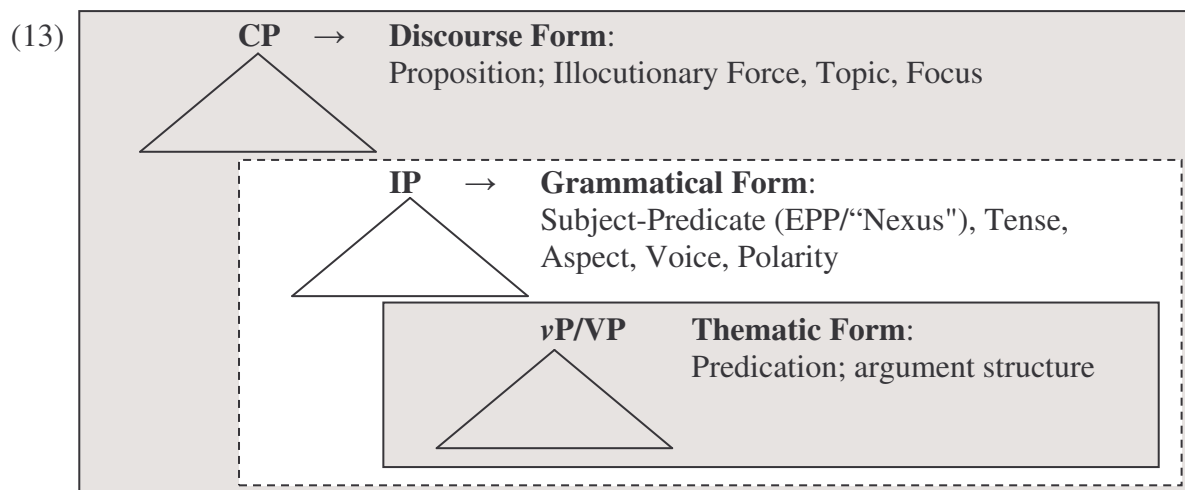 (13) CP → Discourse Form:
Proposition; Illocutionary Force, Topic, Focus
IP → Grammatical Form:
Subject-Predicate (EPP/“Nexus"), Tense,
Aspect, Voice, Polarity
vP/VP Thematic Form:
Predication; argument structure